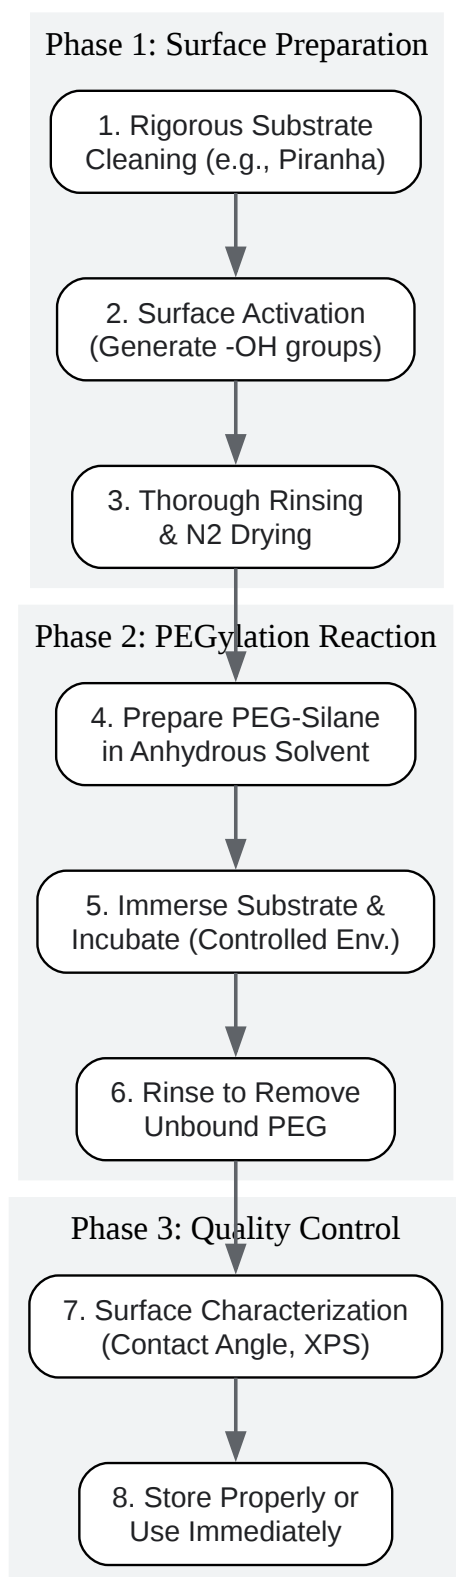 Phase 1: Surface Preparation
1. Rigorous Substrate
Cleaning (e.g., Piranha)
2. Surface Activation
(Generate -OH groups)
3. Thorough Rinsing
& N2 Drying
Phase 2: PEGylation Reaction
4. Prepare PEG-Silane
in Anhydrous Solvent
5. Immerse Substrate &
Incubate (Controlled Env.)
6. Rinse to Remove
Unbound PEG
Phase 3: Quality Control
7. Surface Characterization
(Contact Angle, XPS)
8. Store Properly or
Use Immediately